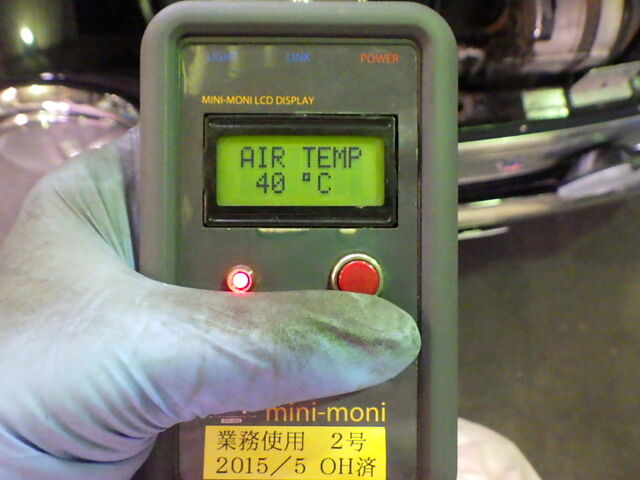 LIGHT LINK POWER
MINI-MONI LCD DISPLAY
AIR TEMP
40 °C
mini-moni
業務使用 2号
2015／5 OH済